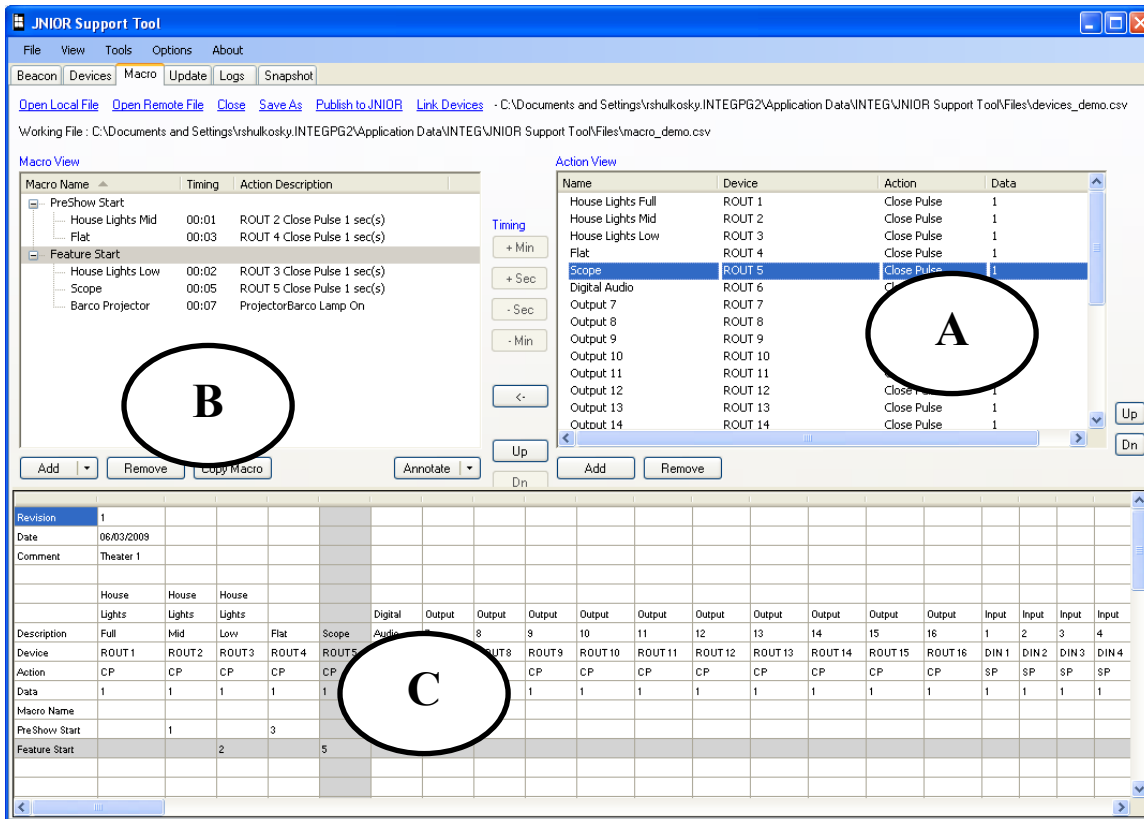 JNIOR Support Tool
File View Tools Options About
Beacon Devices Macro Update Logs Snapshot
Open Local File Open Remote File Close Save As Publish to JNIOR Link Devices - C:\Documents and Settings\rshulkosky.INTEGPG2\Application Data\INTEG\JNIOR Support Tool\Files\devices_demo.csv
Working File : C:\Documents and Settings\rshulkosky.INTEGPG2\Application Data\INTEG\JNIOR Support Tool\Files\macro_demo.csv
Macro View
Macro Name Timing Action Description
PreShow Start
House Lights Mid 00:01 ROUT 2 Close Pulse 1 sec(s)
Flat 00:03 ROUT 4 Close Pulse 1 sec(s)
Feature Start
House Lights Low 00:02 ROUT 3 Close Pulse 1 sec(s)
Scope 00:05 ROUT 5 Close Pulse 1 sec(s)
Barco Projector 00:07 ProjectorBarco Lamp On
B
Add Remove Copy Macro Annotate
Timing
+ Min
+ Sec
- Sec
- Min
<-
Up
Dn
Action View
Name Device Action Data
House Lights Full ROUT 1 Close Pulse 1
House Lights Mid ROUT 2 Close Pulse 1
House Lights Low ROUT 3 Close Pulse 1
Flat ROUT 4 Close Pulse 1
Scope ROUT 5 Close Pulse 1
Digital Audio ROUT 6
Output 7 ROUT 7
Output 8 ROUT 8
Output 9 ROUT 9
Output 10 ROUT 10
Output 11 ROUT 11
Output 12 ROUT 12 Close Pulse 1
Output 13 ROUT 13 Close Pulse 1
Output 14 ROUT 14 Close Pulse 1
A
Add Remove
Up
Dn
Revision 1
Date 06/03/2009
Comment Theater 1
House House House
Lights Lights Lights Digital Output Output Output Output Output Output Output Output Output Output Input Input Input Input
Description Full Mid Low Flat Scope Audio 8 9 10 11 12 13 14 15 16 1 2 3 4
Device ROUT1 ROUT2 ROUT3 ROUT4 ROUT5 ROUT8 ROUT9 ROUT10 ROUT11 ROUT12 ROUT13 ROUT14 ROUT15 ROUT16 DIN1 DIN2 DIN3 DIN4
Action CP CP CP CP CP CP CP CP CP CP CP CP CP SP SP SP SP
Data 1 1 1 1 1 1 1 1 1 1 1 1 1 1 1 1 1
C
Macro Name
PreShow Start 1 3
Feature Start 2 5